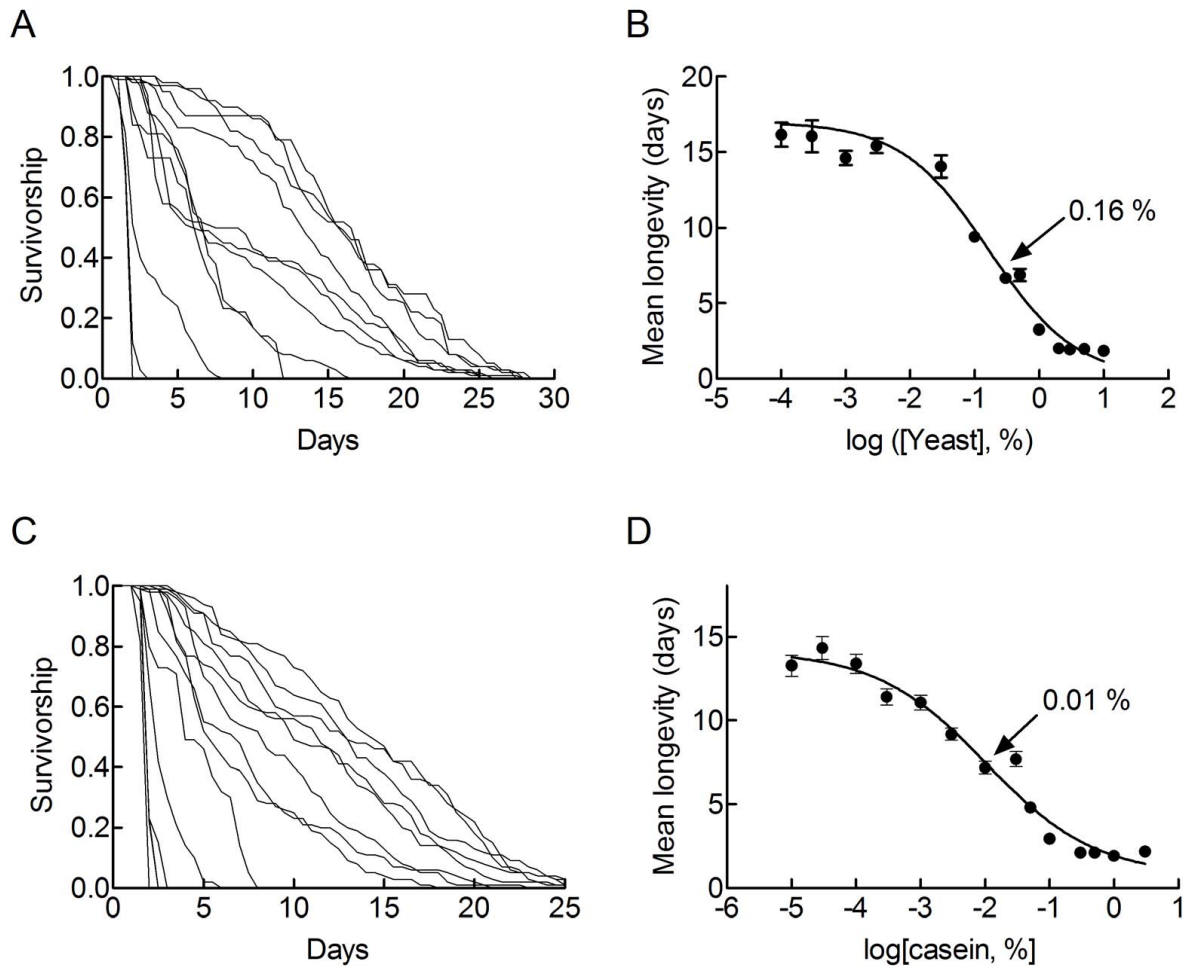 A
B
1.0
0.8
0.6
0.4
0.2
0.0
0 5 10 15 20 25 30
Survivorship
Days
20
15
10
5
0
-5 -4 -3 -2 -1 0 1 2
Mean longevity (days)
log ([Yeast], %)
0.16 %
C
D
1.0
0.8
0.6
0.4
0.2
0.0
0 5 10 15 20 25
Survivorship
Days
15
10
5
0
-6 -5 -4 -3 -2 -1 0 1
Mean longevity (days)
log[casein, %]
0.01 %